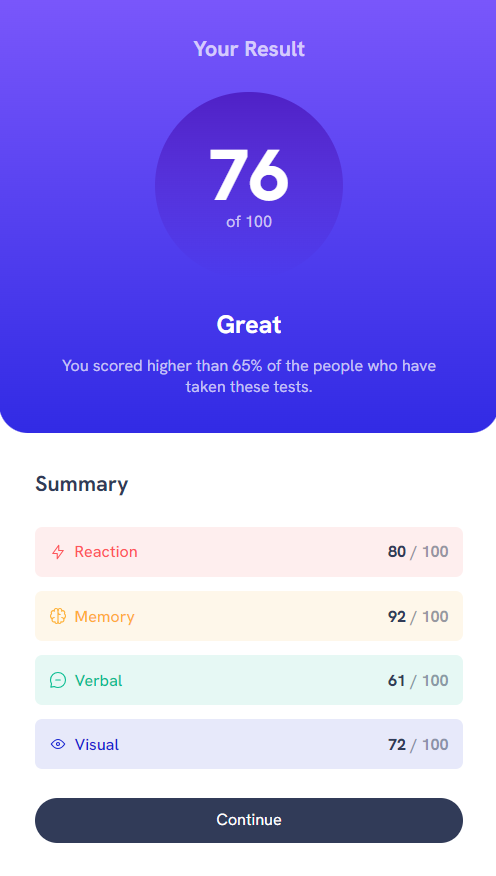 Your Result
76
of 100
Great
You scored higher than 65% of the people who have
taken these tests.
Summary
Reaction 80 / 100
Memory 92 / 100
Verbal 61 / 100
Visual 72 / 100
Continue